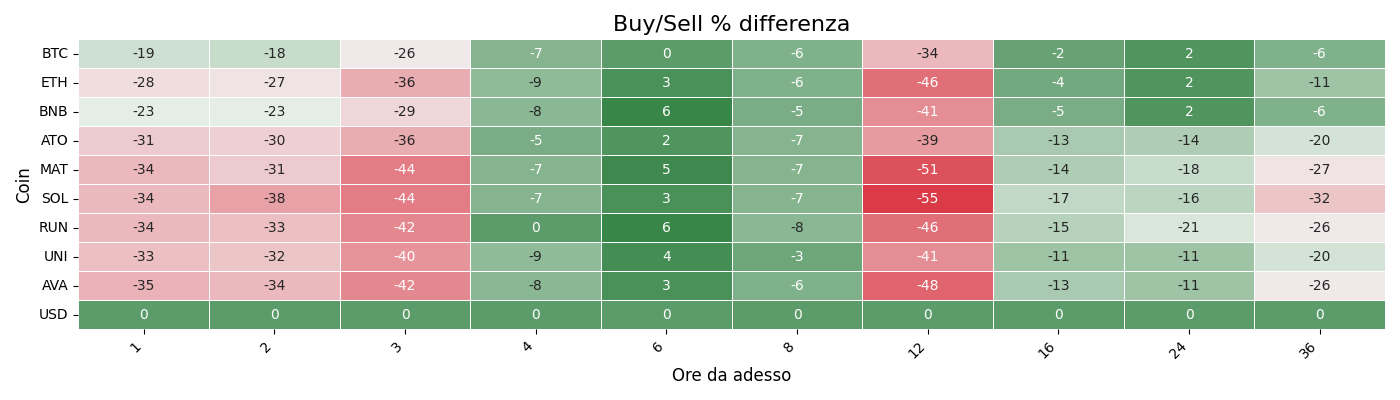 Buy/Sell % differenza
Coin
BTC -19 -18 -26 -7 0 -6 -34 -2 2 -6
ETH -28 -27 -36 -9 3 -6 -46 -4 2 -11
BNB -23 -23 -29 -8 6 -5 -41 -5 2 -6
ATO -31 -30 -36 -5 2 -7 -39 -13 -14 -20
MAT -34 -31 -44 -7 5 -7 -51 -14 -18 -27
SOL -34 -38 -44 -7 3 -7 -55 -17 -16 -32
RUN -34 -33 -42 0 6 -8 -46 -15 -21 -26
UNI -33 -32 -40 -9 4 -3 -41 -11 -11 -20
AVA -35 -34 -42 -8 3 -6 -48 -13 -11 -26
USD 0 0 0 0 0 0 0 0 0 0
1 2 3 4 6 8 12 16 24 36
Ore da adesso